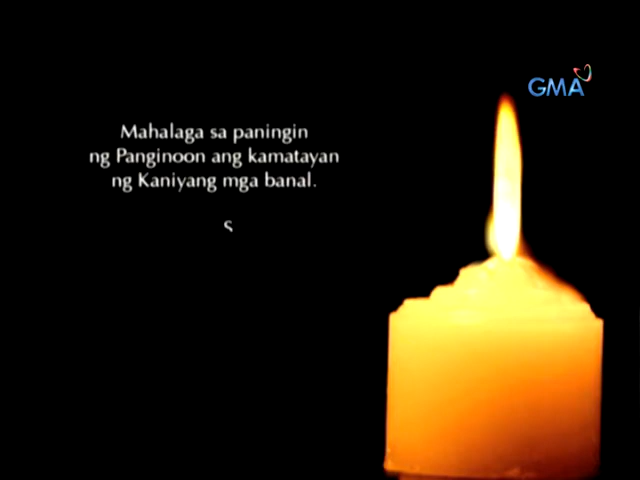 GMA
Mahalaga sa paningin
ng Panginoon ang kamatayan
ng Kaniyang mga banal.
S